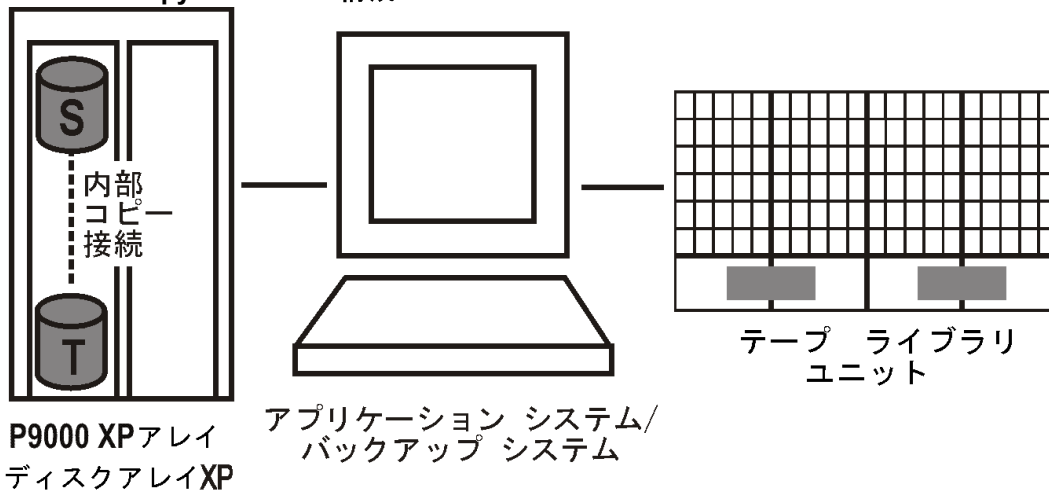 S
内部
コピー
接続
T
P9000 XPアレイ
ディスクアレイXP
アプリケーション システム/
バックアップ システム
テープ ライブラリ
ユニット